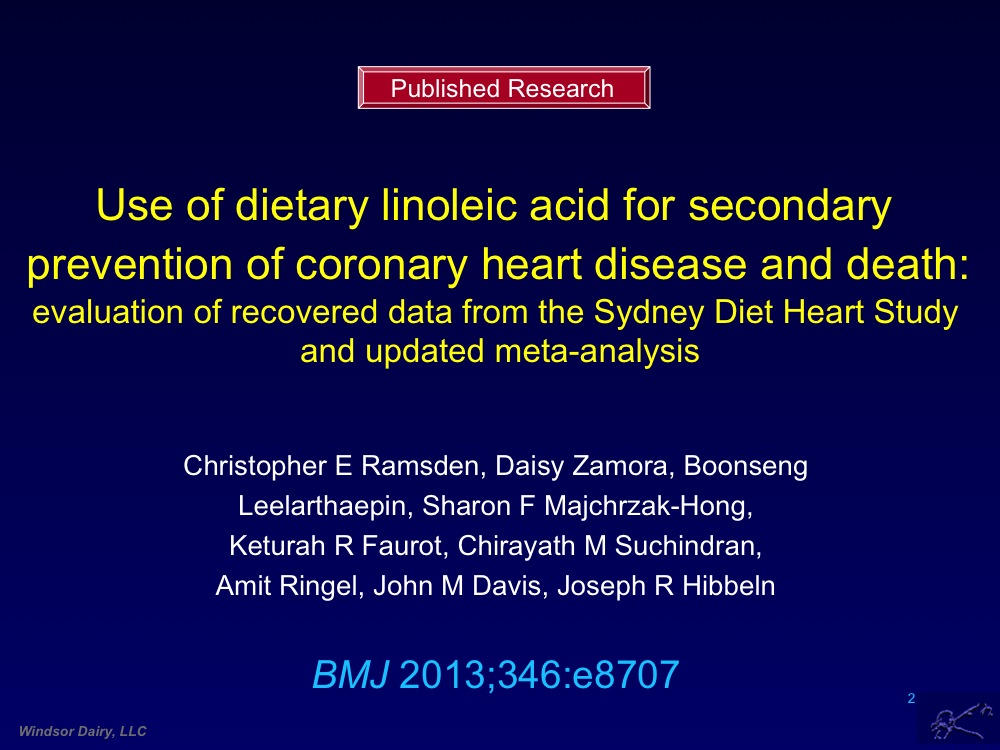 Published Research
Use of dietary linoleic acid for secondary
prevention of coronary heart disease and death:
evaluation of recovered data from the Sydney Diet Heart Study
and updated meta-analysis
Christopher E Ramsden, Daisy Zamora, Boonseng
Leelarthaepin, Sharon F Majchrzak-Hong,
Keturah R Faurot, Chirayath M Suchindran,
Amit Ringel, John M Davis, Joseph R Hibbeln
BMJ 2013;346:e8707
2
Windsor Dairy, LLC